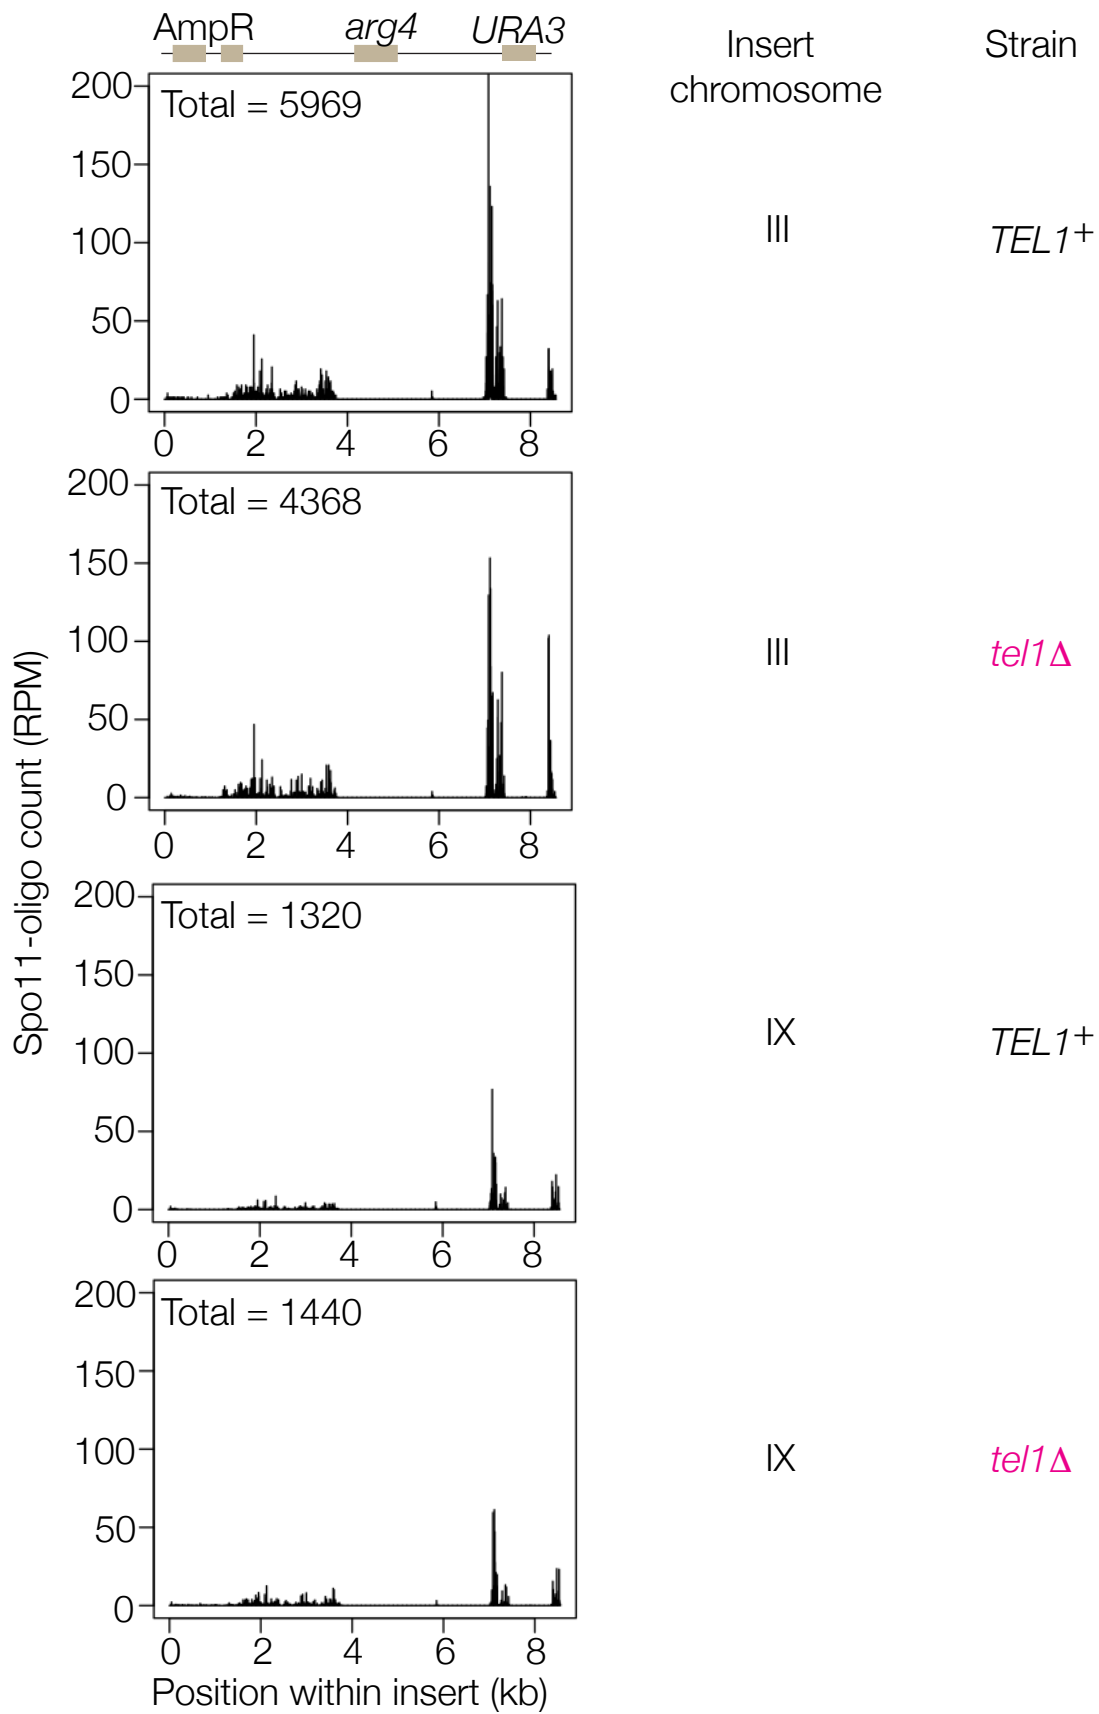 AmpR arg4 URA3
Insert chromosome
Strain
Total = 5969
200
150
100
50
0
0 2 4 6 8
III
TEL1+
Total = 4368
200
150
100
50
0
0 2 4 6 8
III
tel1Δ
Spo11-oligo count (RPM)
Total = 1320
200
150
100
50
0
0 2 4 6 8
IX
TEL1+
Total = 1440
200
150
100
50
0
0 2 4 6 8
IX
tel1Δ
Position within insert (kb)